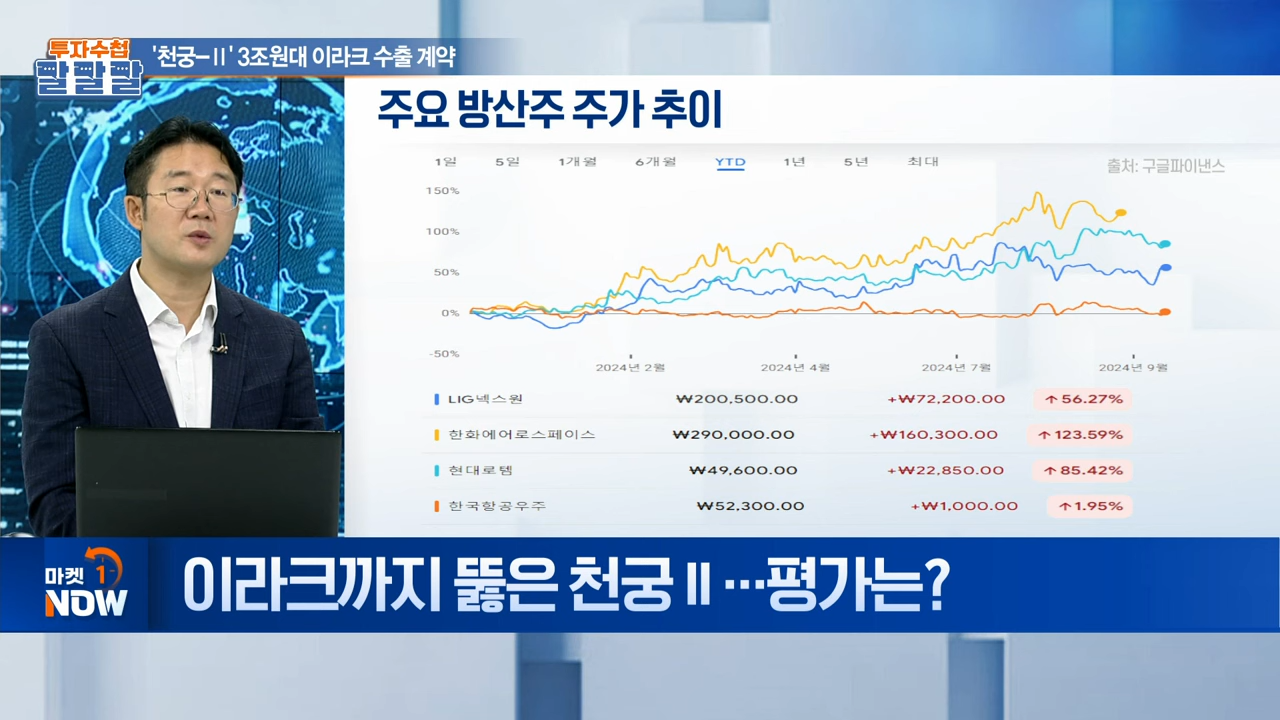 투자수첩
팔팔팔
'천궁-Ⅱ' 3조원대 이라크 수출 계약
주요 방산주 주가 추이
1일 5일 1개월 6개월 YTD 1년 5년 최대
출처: 구글파이낸스
150%
100%
50%
0%
-50%
2024년 2월 2024년 4월 2024년 7월 2024년 9월
LIG넥스원 ₩200,500.00 +₩72,200.00 ↑56.27%
한화에어로스페이스 ₩290,000.00 +₩160,300.00 ↑123.59%
현대로템 ₩49,600.00 +₩22,850.00 ↑85.42%
한국항공우주 ₩52,300.00 +₩1,000.00 ↑1.95%
마켓 1
NOW
이라크까지 뚫은 천궁Ⅱ…평가는?